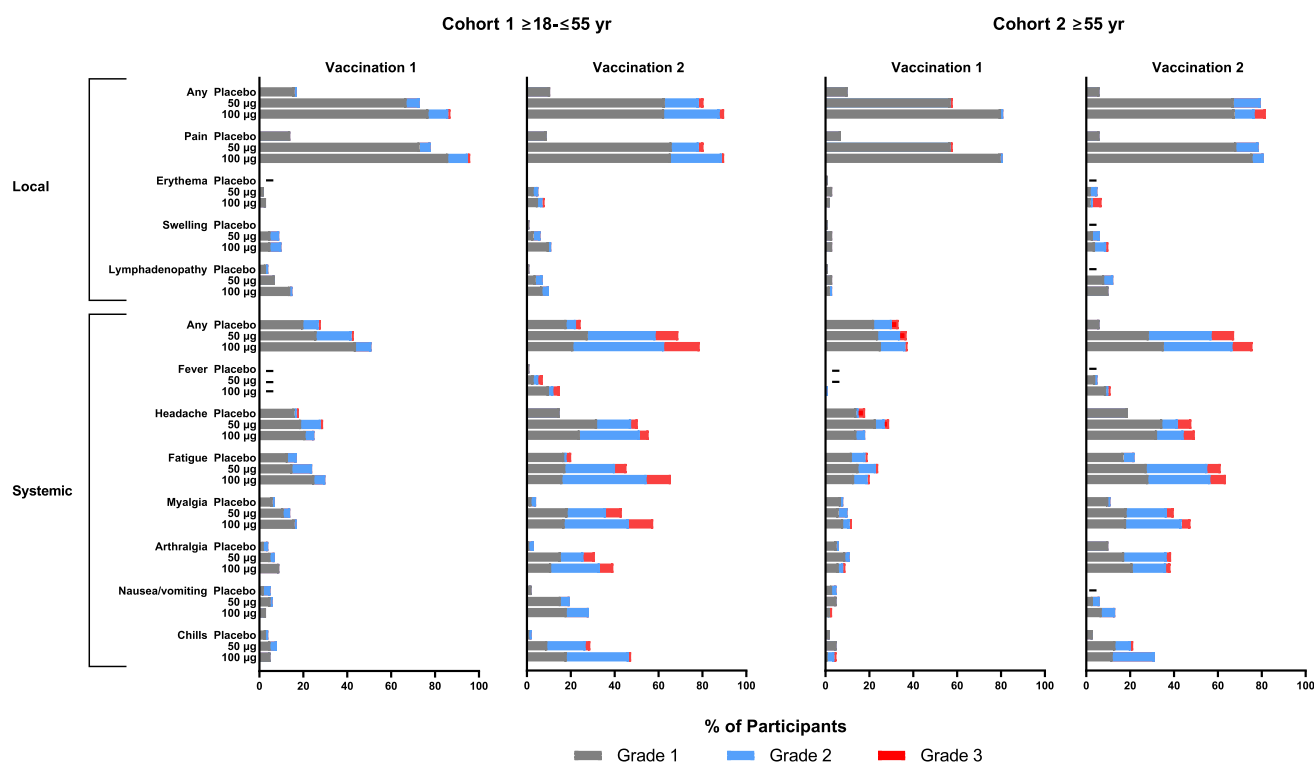 Cohort 1 ≥18-≤55 yr
Cohort 2 ≥55 yr
Vaccination 1
Vaccination 2
Vaccination 1
Vaccination 2
Local
Any Placebo
50 µg
100 µg
Pain Placebo
50 µg
100 µg
Erythema Placebo
50 µg
100 µg
Swelling Placebo
50 µg
100 µg
Lymphadenopathy Placebo
50 µg
100 µg
Systemic
Any Placebo
50 µg
100 µg
Fever Placebo
50 µg
100 µg
Headache Placebo
50 µg
100 µg
Fatigue Placebo
50 µg
100 µg
Myalgia Placebo
50 µg
100 µg
Arthralgia Placebo
50 µg
100 µg
Nausea/vomiting Placebo
50 µg
100 µg
Chills Placebo
50 µg
100 µg
0 20 40 60 80 100
0 20 40 60 80 100
0 20 40 60 80 100
0 20 40 60 80 100
% of Participants
Grade 1
Grade 2
Grade 3